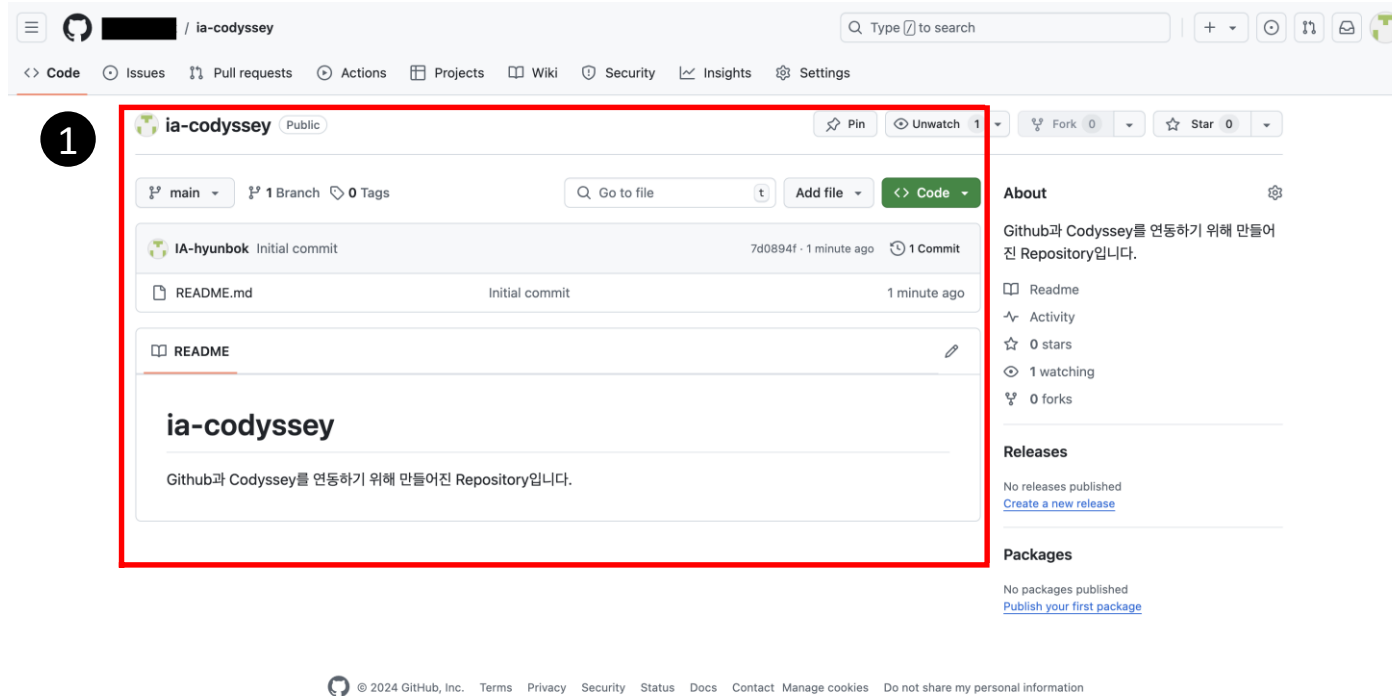 / ia-codyssey
Type / to search
Code Issues Pull requests Actions Projects Wiki Security Insights Settings
1
ia-codyssey Public
Pin Unwatch 1 Fork 0 Star 0
main 1 Branch 0 Tags Go to file t Add file Code
IA-hyunbok Initial commit 7d0894f · 1 minute ago 1 Commit
README.md Initial commit 1 minute ago
README
ia-codyssey
Github과 Codyssey를 연동하기 위해 만들어진 Repository입니다.
About
Github과 Codyssey를 연동하기 위해 만들어
진 Repository입니다.
Readme
Activity
0 stars
1 watching
0 forks
Releases
No releases published
Create a new release
Packages
No packages published
Publish your first package
© 2024 GitHub, Inc. Terms Privacy Security Status Docs Contact Manage cookies Do not share my personal information